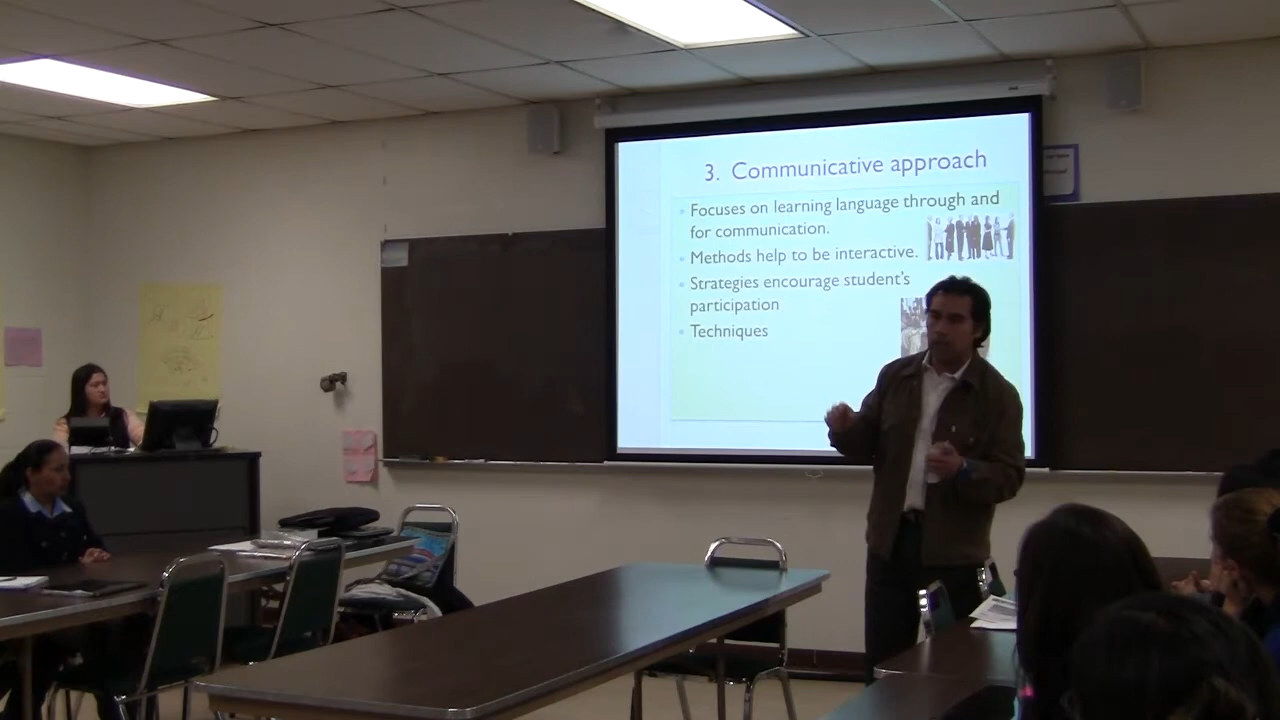 3. Communicative approach
Focuses on learning language through and
for communication.
Methods help to be interactive.
Strategies encourage student's
participation
Techniques